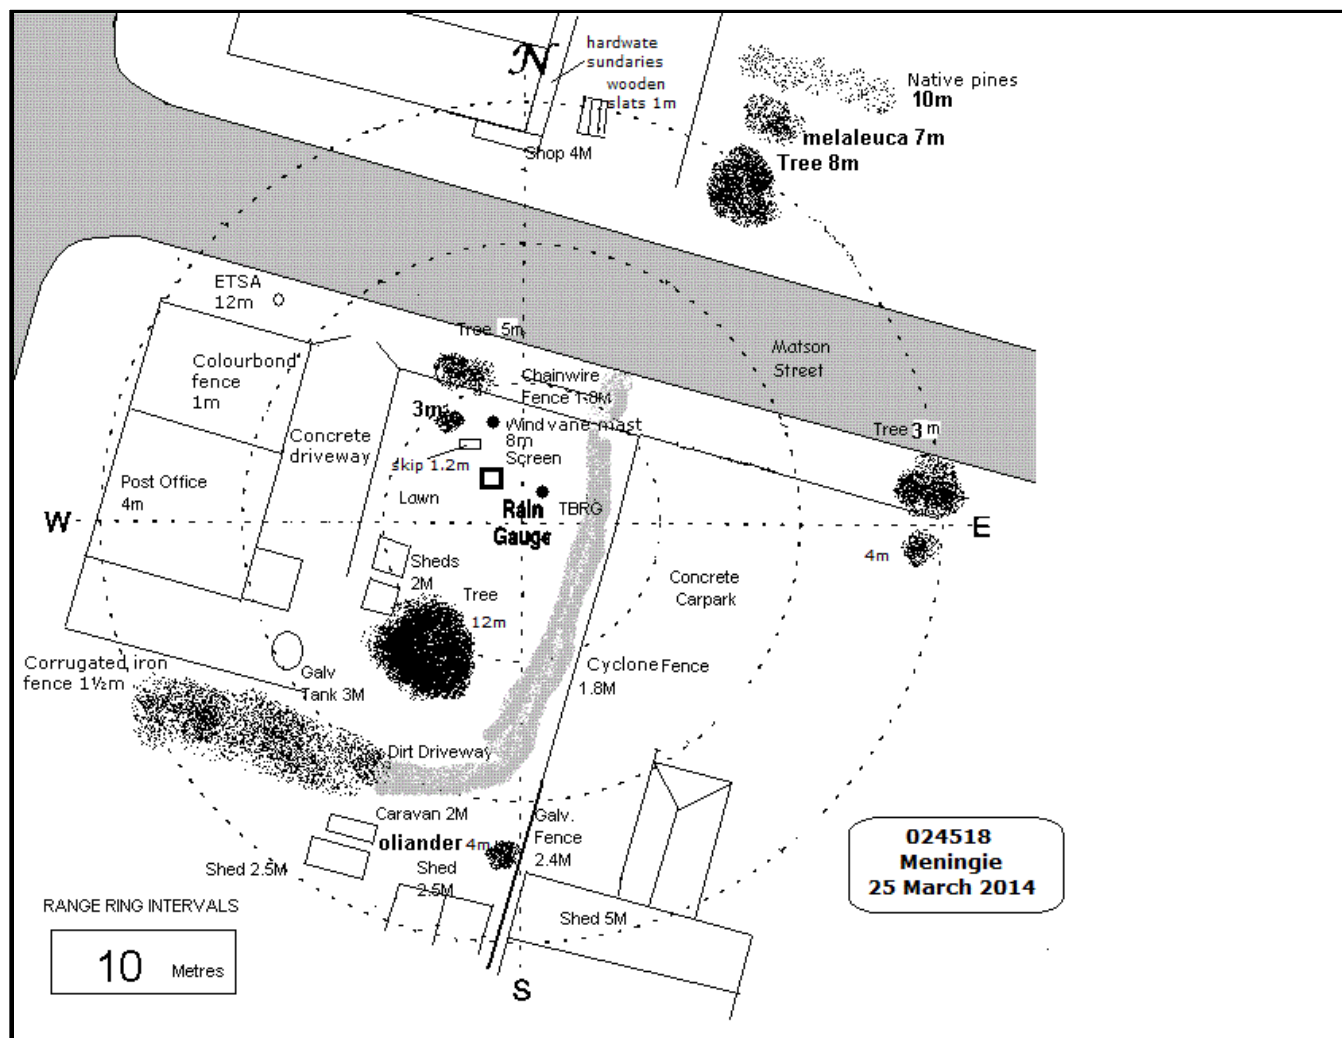 N
hardwate
sundaries
wooden
slats 1m
Native pines
10m
melaleuca 7m
Tree 8m
Shop 4M
ETSA
12m
Tree 5m
Matson
Street
Colourbond
fence
1m
Chainwire
Fence 1.8M
3m
Wind vane mast
8m
Screen
Concrete
driveway
skip 1.2m
Tree 3m
Post Office
4m
Lawn
Rain
Gauge
TBRG
W
E
4m
Sheds
2M
Concrete
Carpark
Tree
12m
Corrugated iron
fence 1½m
Galv
Tank 3M
Cyclone Fence
1.8M
Dirt Driveway
Caravan 2M
oliander 4m
Galv.
Fence
2.4M
Shed 2.5M
Shed
2.5M
Shed 5M
024518
Meningie
25 March 2014
RANGE RING INTERVALS
10 Metres
S